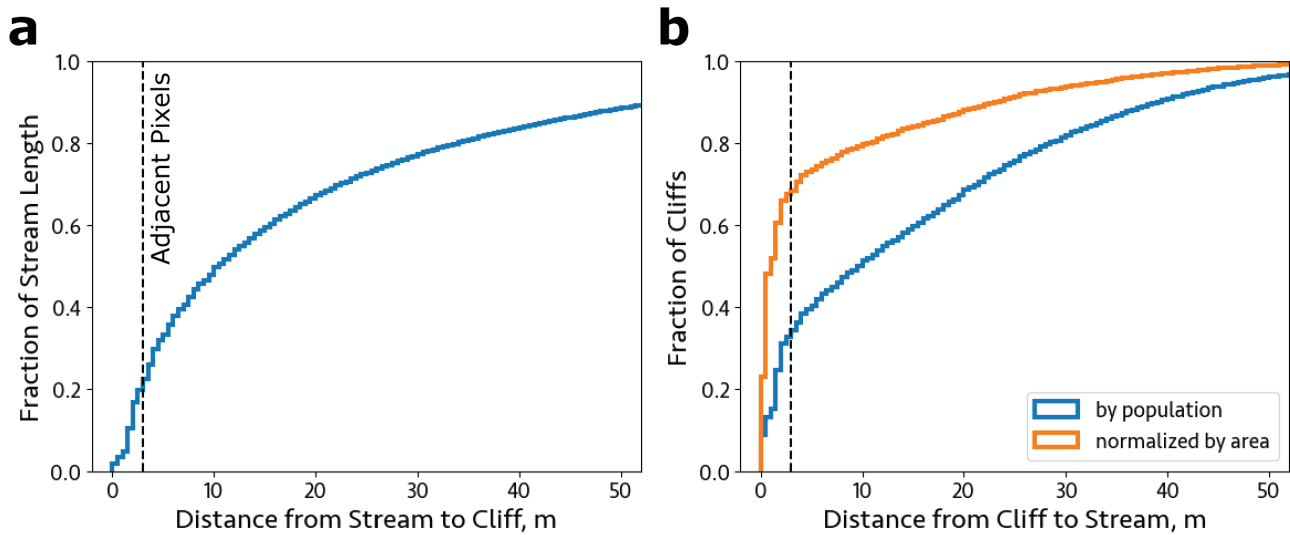 a
Fraction of Stream Length
1.0
0.8
0.6
0.4
0.2
0.0
Adjacent Pixels
0 10 20 30 40 50
Distance from Stream to Cliff, m
b
Fraction of Cliffs
1.0
0.8
0.6
0.4
0.2
0.0
by population
normalized by area
0 10 20 30 40 50
Distance from Cliff to Stream, m